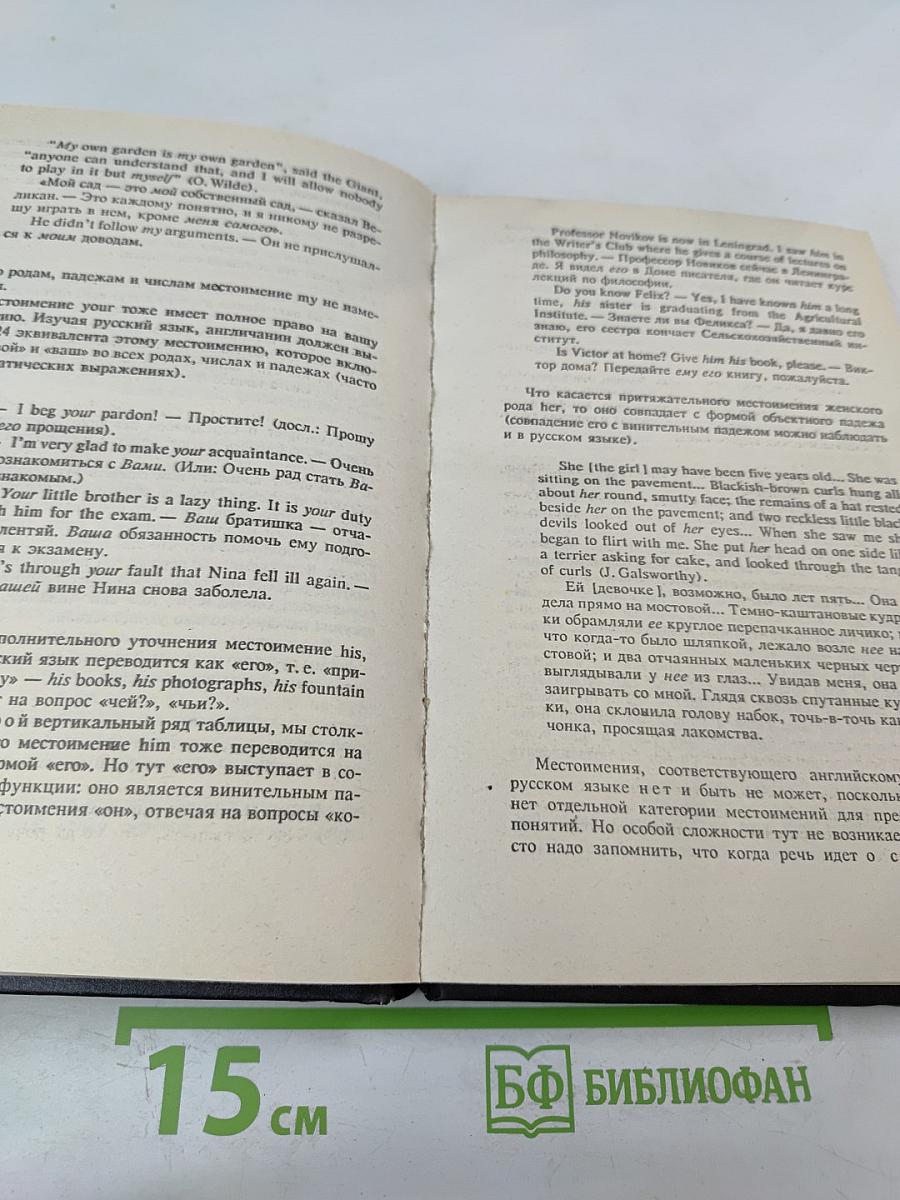 "My own garden is my own garden", said the Giant,
"anyone can understand that, and I will allow nobody
to play in it but myself" (O. Wilde).
«Мой сад — это мой собственный сад, — сказал Ве-
ликан. — Это каждому понятно, и я никому не разре-
шу играть в нем, кроме меня самого».
He didn't follow my arguments. — Он не прислушал-
ся к моим доводам.
о родам, падежам и числам местоимение my не изме-
стоимение your тоже имеет полное право на вашу
ию. Изучая русский язык, англичанин должен вы-
24 эквивалента этому местоимению, которое вклю-
вой» и «ваш» во всех родах, числах и падежах (часто
атических выражениях).
— I beg your pardon! — Простите! (досл.: Прошу
его прощения).
I'm very glad to make your acquaintance. — Очень
ознакомиться с Вами. (Или: Очень рад стать Ва-
накомым.)
Your little brother is a lazy thing. It is your duty
h him for the exam. — Ваш братишка — отча-
лентяй. Ваша обязанность помочь ему подго-
я к экзамену.
's through your fault that Nina fell ill again. —
ашей вине Нина снова заболела.
полнительного уточнения местоимение his,
ский язык переводится как «его», т. е. «при-
у» — his books, his photographs, his fountain
т на вопрос «чей?», «чьи?».
рой вертикальный ряд таблицы, мы столк-
о местоимение him тоже переводится на
рмой «его». Но тут «его» выступает в со-
функции: оно является винительным па-
стоимения «он», отвечая на вопросы «ко-
Professor Novikov is now in Leningrad. I saw him in
the Writer's Club where he gives a course of lectures on
philosophy. — Профессор Новиков сейчас в Ленингра-
де. Я видел его в Доме писателя, где он читает курс
лекций по философии.
Do you know Felix? — Yes, I have known him a long
time, his sister is graduating from the Agricultural
Institute. — Знаете ли вы Феликса? — Да, я давно его
знаю, его сестра кончает Сельскохозяйственный ин-
ститут.
Is Victor at home? Give him his book, please. — Вик-
тор дома? Передайте ему его книгу, пожалуйста.
Что касается притяжательного местоимения женского
рода her, то оно совпадает с формой объектного падежа
(совпадение его с винительным падежом можно наблюдать
и в русском языке).
She [the girl] may have been five years old... She was
sitting on the pavement... Blackish-brown curls hung all
about her round, smutty face; the remains of a hat rested
beside her on the pavement; and two reckless little black
devils looked out of her eyes... When she saw me sh
began to flirt with me. She put her head on one side li
a terrier asking for cake, and looked through the tang
of curls (J. Galsworthy).
Ей [девочке], возможно, было лет пять... Она
дела прямо на мостовой... Темно-каштановые кудр
ки обрамляли ее круглое перепачканное личико;
что когда-то было шляпкой, лежало возле нее на
стовой; и два отчаянных маленьких черных черт
выглядывали у нее из глаз... Увидав меня, она
заигрывать со мной. Глядя сквозь спутанные ку
ки, она склонила голову набок, точь-в-точь как
чонка, просящая лакомства.
Местоимения, соответствующего английскому
русском языке нет и быть не может, посколь
нет отдельной категории местоимений для пре
понятий. Но особой сложности тут не возникае
сто надо запомнить, что когда речь идет о с
15 см
БФ БИБЛИОФАН